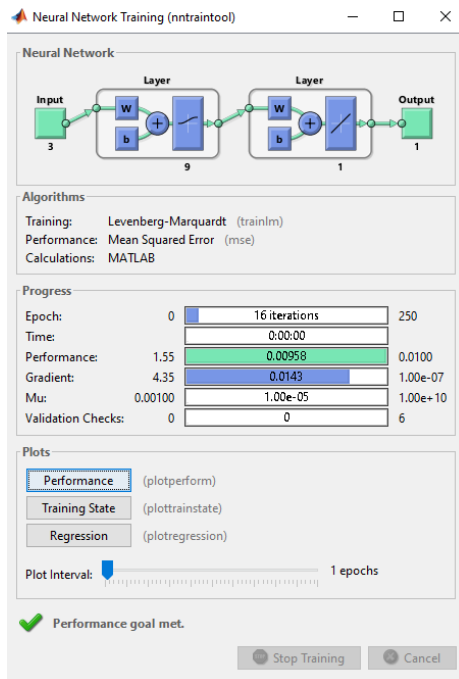 Neural Network Training (nntraintool)
Neural Network
Layer Layer
Input Output
W W
b b
3 9 1 1
Algorithms
Training: Levenberg-Marquardt (trainlm)
Performance: Mean Squared Error (mse)
Calculations: MATLAB
Progress
Epoch: 0 16 iterations 250
Time: 0:00:00
Performance: 1.55 0.00958 0.0100
Gradient: 4.35 0.0143 1.00e-07
Mu: 0.00100 1.00e-05 1.00e+10
Validation Checks: 0 0 6
Plots
Performance (plotperform)
Training State (plottrainstate)
Regression (plotregression)
Plot Interval: 1 epochs
Performance goal met.
Stop Training Cancel